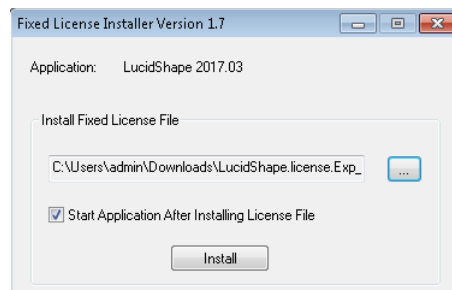 Fixed License Installer Version 1.7
Application: LucidShape 2017.03
Install Fixed License File
C:\Users\admin\Downloads\LucidShape.license.Exp_
...
Start Application After Installing License File
Install